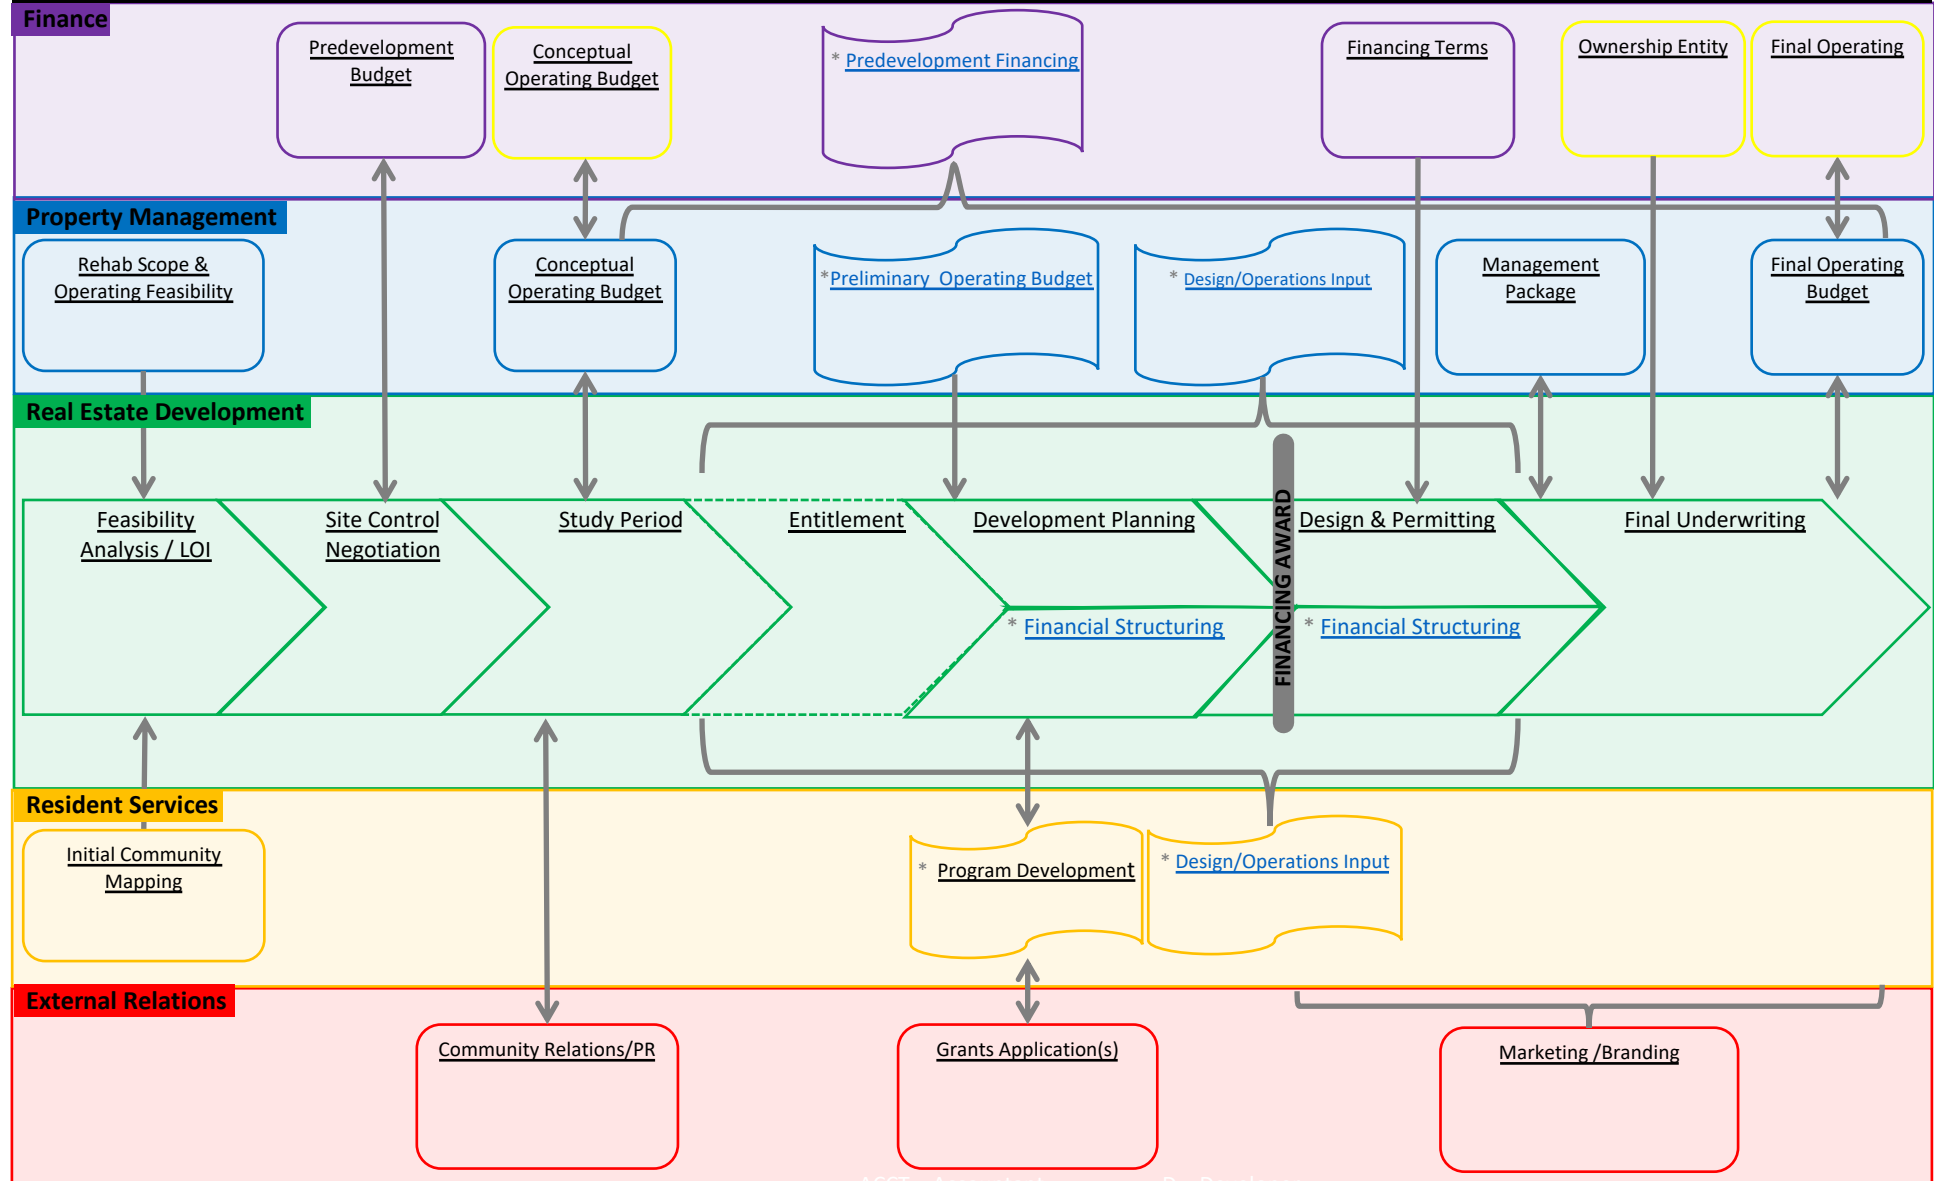 Finance
Predevelopment
Budget
Conceptual
Operating Budget
* Predevelopment Financing
Financing Terms
Ownership Entity
Final Operating
Property Management
Rehab Scope &
Operating Feasibility
Conceptual
Operating Budget
*Preliminary Operating Budget
* Design/Operations Input
Management
Package
Final Operating
Budget
Real Estate Development
Feasibility
Analysis / LOI
Site Control
Negotiation
Study Period
Entitlement
Development Planning
FINANCING AWARD
Design & Permitting
Final Underwriting
* Financial Structuring
* Financial Structuring
Resident Services
Initial Community
Mapping
* Program Development
* Design/Operations Input
External Relations
Community Relations/PR
Grants Application(s)
Marketing /Branding